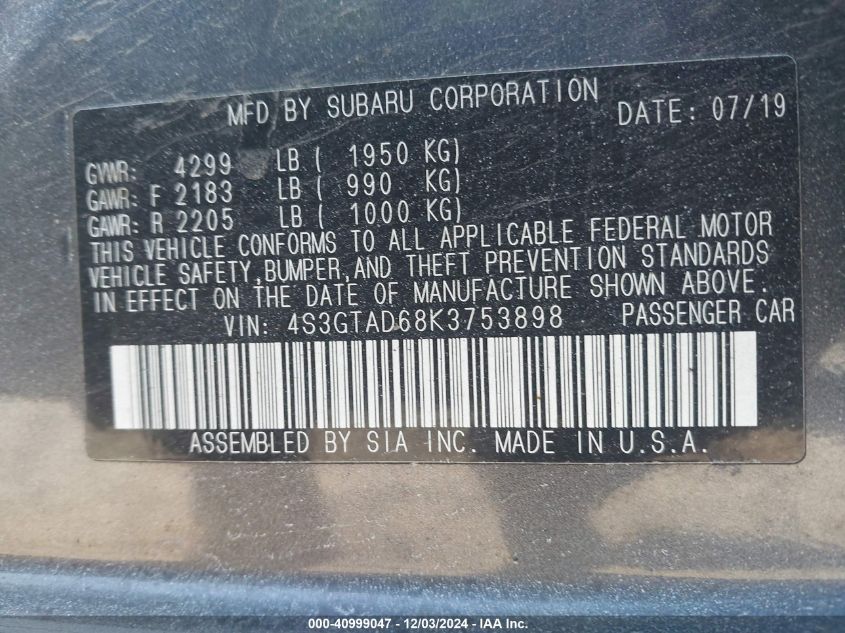 MFD BY SUBARU CORPORATION DATE: 07/19
GVWR: 4299 LB ( 1950 KG)
GAWR: F 2183 LB ( 990 KG)
GAWR: R 2205 LB ( 1000 KG)
THIS VEHICLE CONFORMS TO ALL APPLICABLE FEDERAL MOTOR
VEHICLE SAFETY,BUMPER,AND THEFT PREVENTION STANDARDS
IN EFFECT ON THE DATE OF MANUFACTURE SHOWN ABOVE.
VIN: 4S3GTAD68K3753898 PASSENGER CAR
ASSEMBLED BY SIA INC. MADE IN U.S.A.
000-40999047 - 12/03/2024 - IAA Inc.